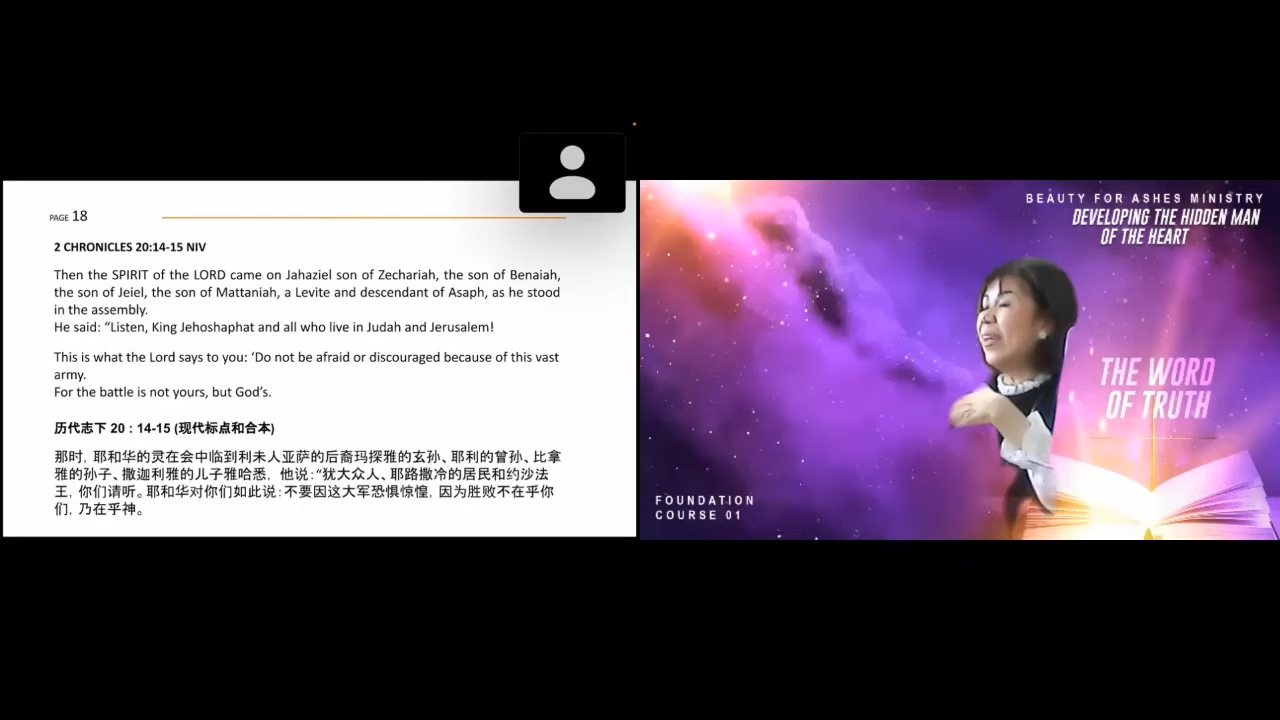 PAGE 18
2 CHRONICLES 20:14-15 NIV
Then the SPIRIT of the LORD came on Jahaziel son of Zechariah, the son of Benaiah,
the son of Jeiel, the son of Mattaniah, a Levite and descendant of Asaph, as he stood
in the assembly.
He said: “Listen, King Jehoshaphat and all who live in Judah and Jerusalem!
This is what the Lord says to you: ‘Do not be afraid or discouraged because of this vast
army.
For the battle is not yours, but God’s.
历代志下 20 : 14-15 (现代标点和合本)
那时，耶和华的灵在会中临到利未人亚萨的后裔玛探雅的玄孙、耶利的曾孙、比拿
雅的孙子、撒迦利雅的儿子雅哈悉，他说：“犹大众人、耶路撒冷的居民和约沙法
王，你们请听。耶和华对你们如此说：不要因这大军恐惧惊惶，因为胜败不在乎你
们，乃在乎神。
BEAUTY FOR ASHES MINISTRY
DEVELOPING THE HIDDEN MAN
OF THE HEART
THE WORD
OF TRUTH
FOUNDATION
COURSE 01